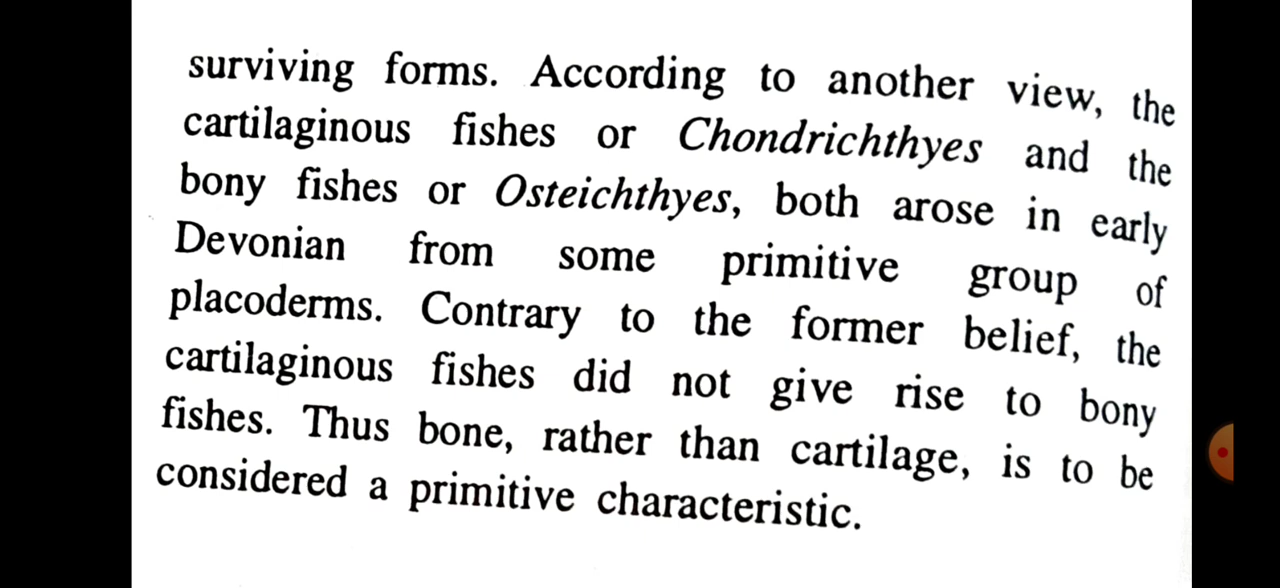 surviving forms. According to another view, the
cartilaginous fishes or Chondrichthyes and the
bony fishes or Osteichthyes, both arose in early
Devonian from some primitive group of
placoderms. Contrary to the former belief, the
cartilaginous fishes did not give rise to bony
fishes. Thus bone, rather than cartilage, is to be
considered a primitive characteristic.